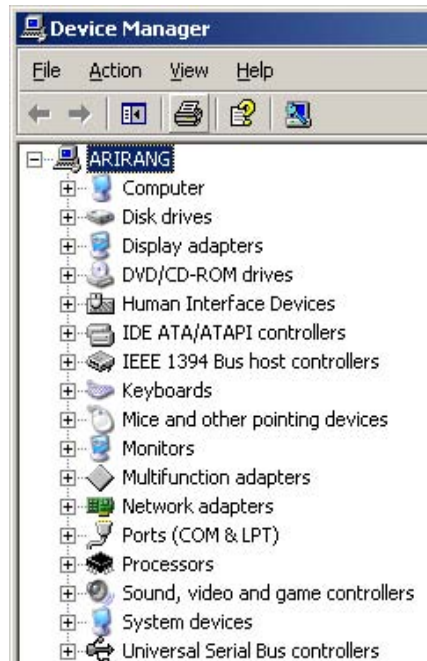 Device Manager
File Action View Help
ARIRANG
Computer
Disk drives
Display adapters
DVD/CD-ROM drives
Human Interface Devices
IDE ATA/ATAPI controllers
IEEE 1394 Bus host controllers
Keyboards
Mice and other pointing devices
Monitors
Multifunction adapters
Network adapters
Ports (COM & LPT)
Processors
Sound, video and game controllers
System devices
Universal Serial Bus controllers